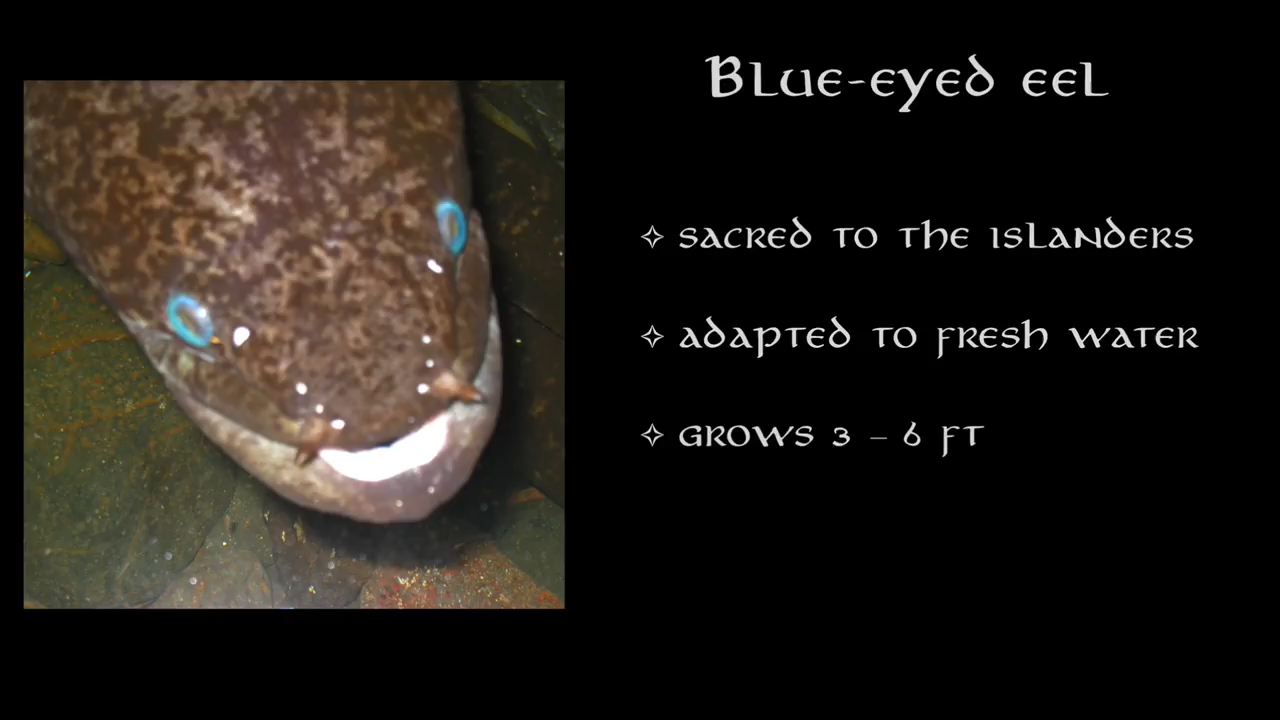 Blue-eyed eel
✧ sacred to the islanders
✧ adapted to fresh water
✧ grows 3 – 6 ft